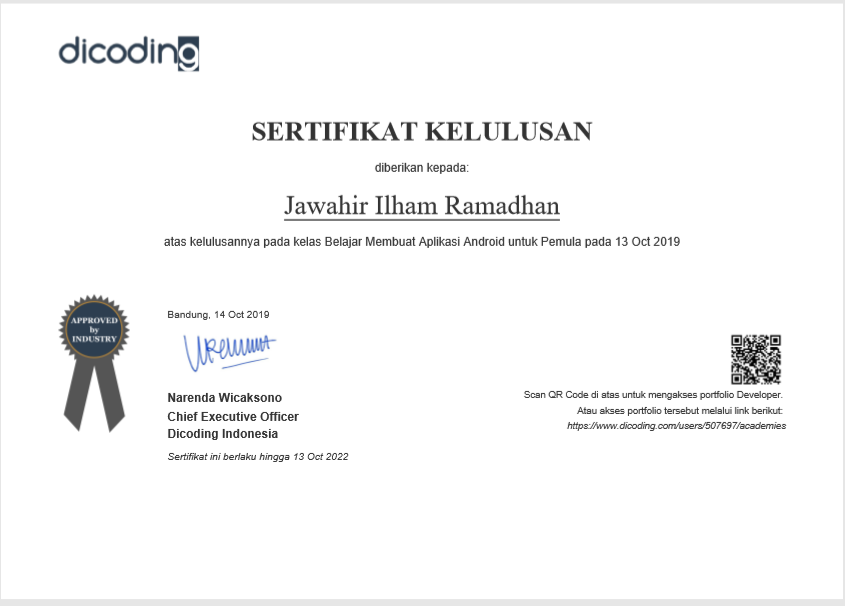 dicoding
SERTIFIKAT KELULUSAN
diberikan kepada:
Jawahir Ilham Ramadhan
atas kelulusannya pada kelas Belajar Membuat Aplikasi Android untuk Pemula pada 13 Oct 2019
APPROVED
by
INDUSTRY
Bandung, 14 Oct 2019
Narenda Wicaksono
Chief Executive Officer
Dicoding Indonesia
Sertifikat ini berlaku hingga 13 Oct 2022
Scan QR Code di atas untuk mengakses portfolio Developer.
Atau akses portfolio tersebut melalui link berikut:
https://www.dicoding.com/users/507697/academies